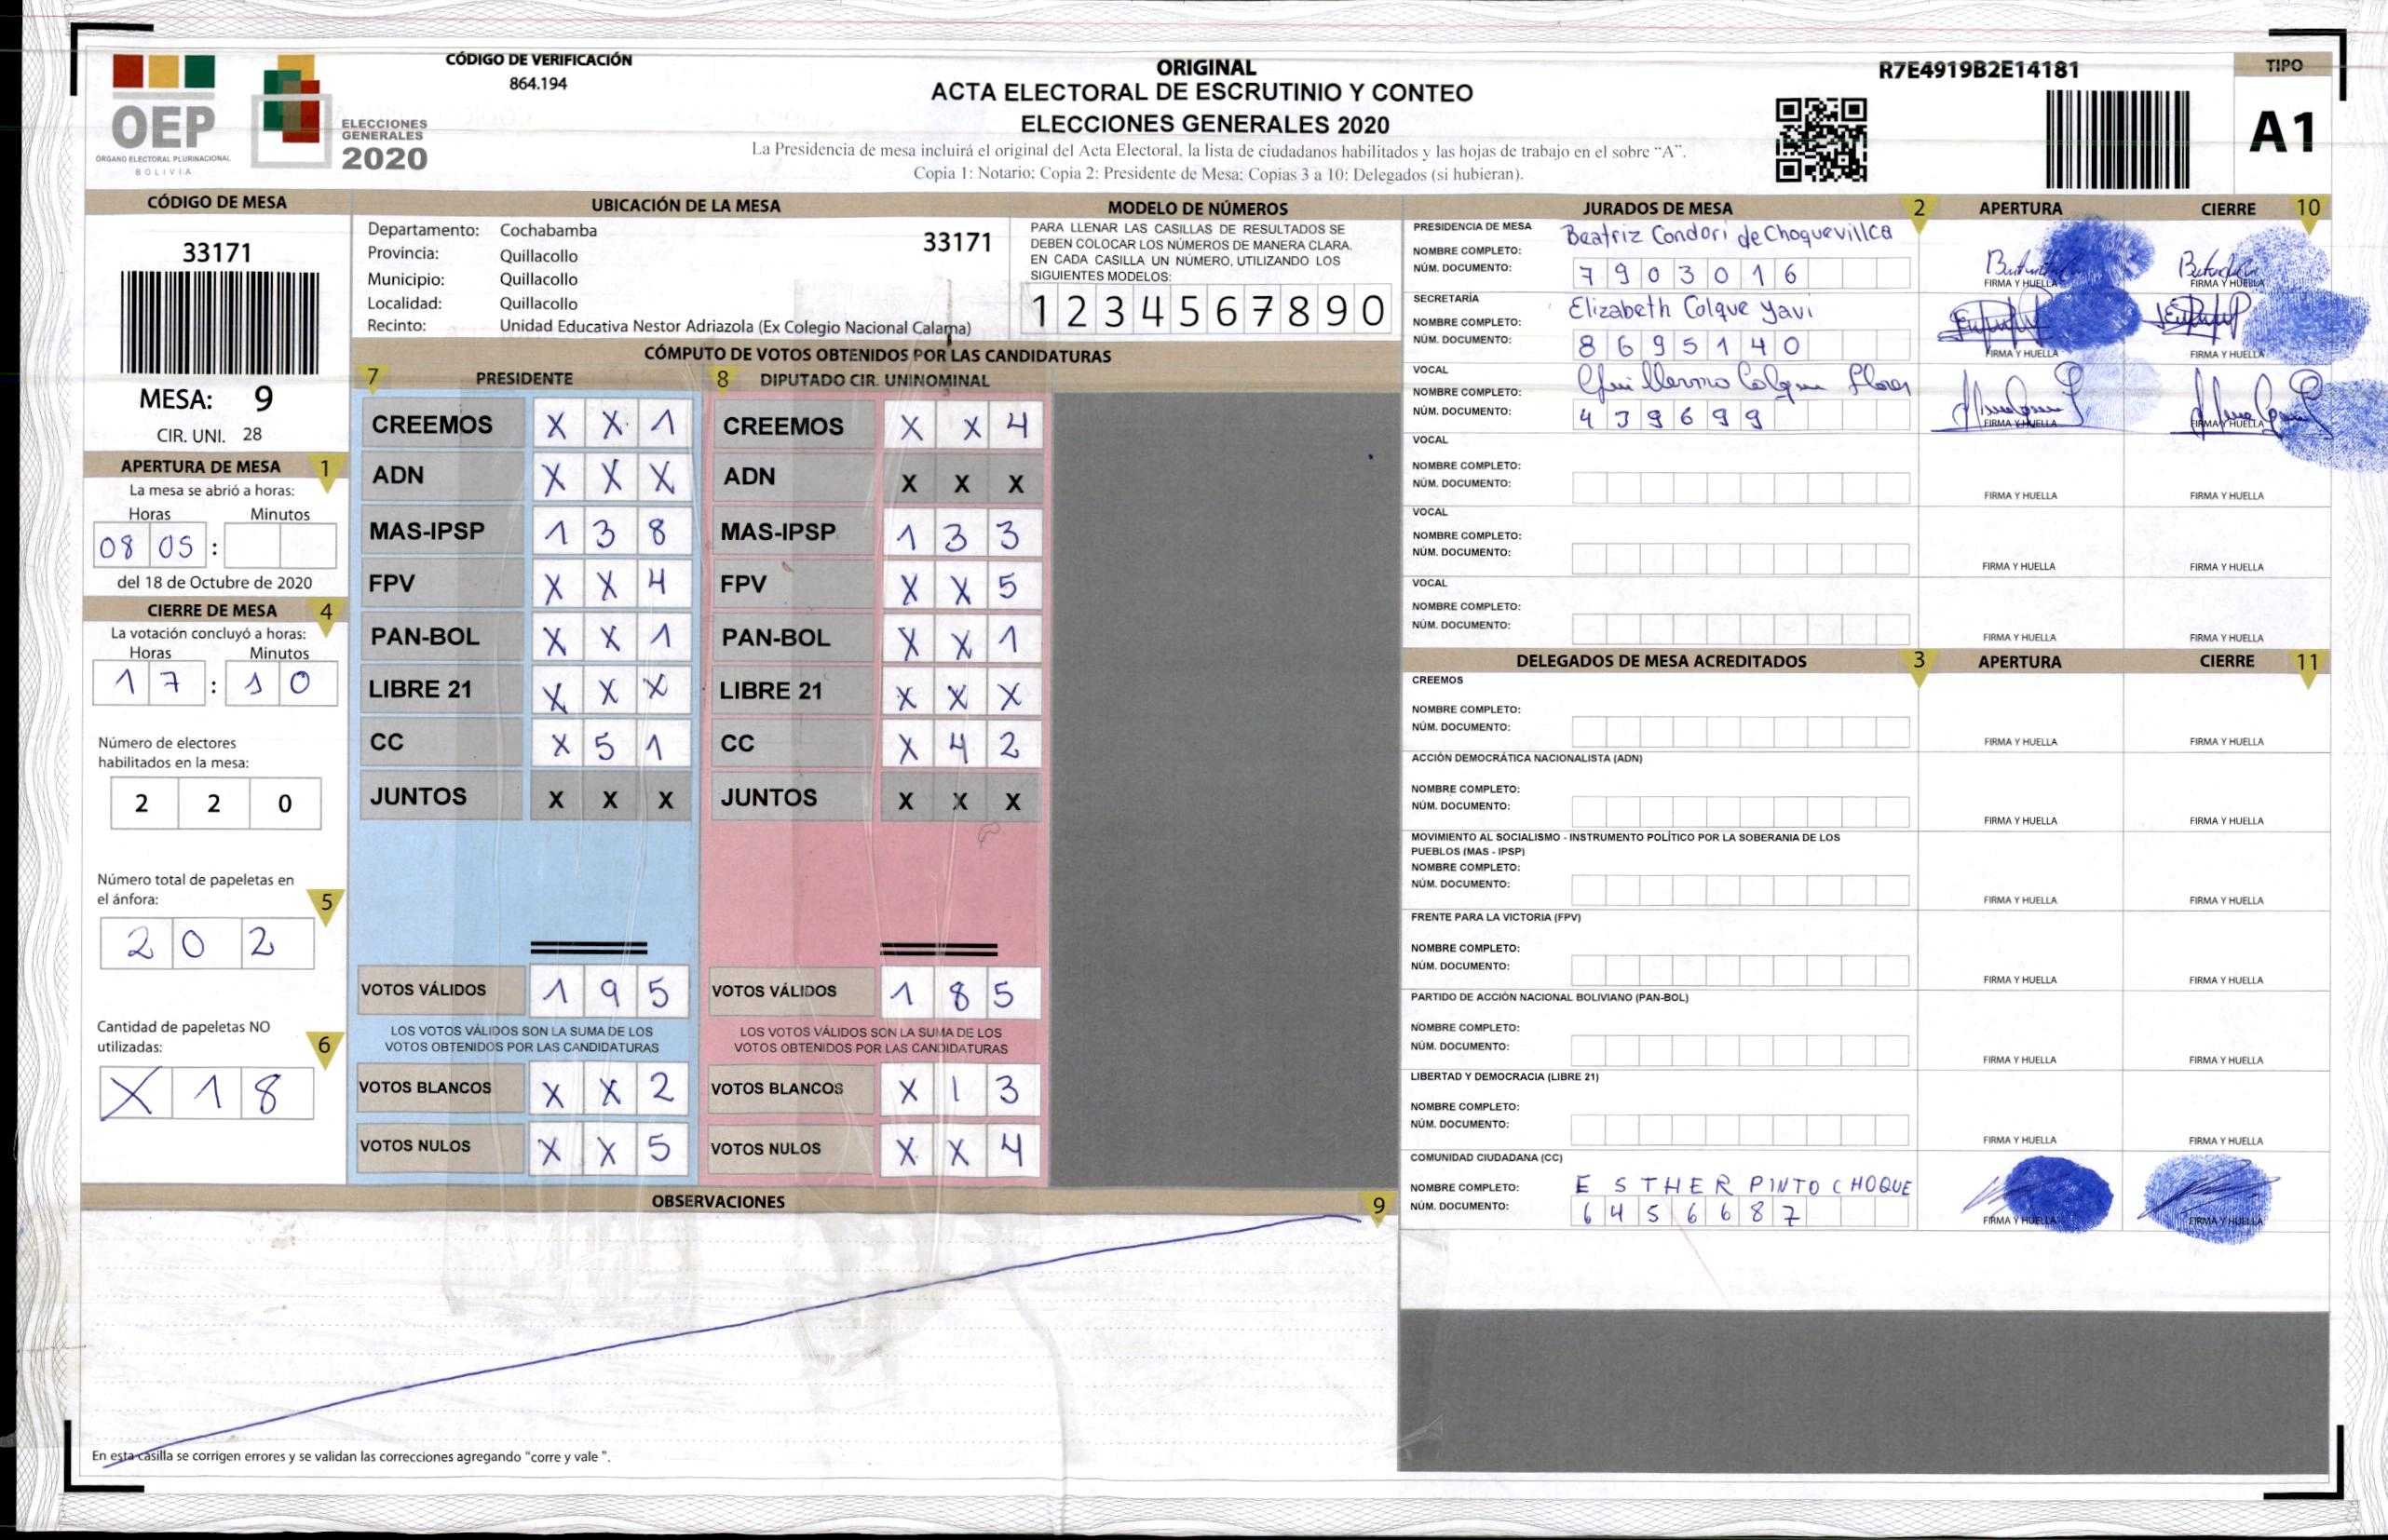 OEP
ÓRGANO ELECTORAL PLURINACIONAL
BOLIVIA
ELECCIONES
GENERALES
2020
CÓDIGO DE VERIFICACIÓN
864.194
ORIGINAL
ACTA ELECTORAL DE ESCRUTINIO Y CONTEO
ELECCIONES GENERALES 2020
La Presidencia de mesa incluirá el original del Acta Electoral, la lista de ciudadanos habilitados y las hojas de trabajo en el sobre “A”.
Copia 1: Notario; Copia 2: Presidente de Mesa; Copias 3 a 10: Delegados (si hubieran).
R7E4919B2E14181
TIPO
A1
CÓDIGO DE MESA
33171
MESA: 9
CIR. UNI. 28
APERTURA DE MESA 1
La mesa se abrió a horas:
Horas Minutos
08 05 :
del 18 de Octubre de 2020
CIERRE DE MESA 4
La votación concluyó a horas:
Horas Minutos
1 7 : 1 0
Número de electores
habilitados en la mesa:
2 2 0
Número total de papeletas en
el ánfora: 5
2 0 2
Cantidad de papeletas NO
utilizadas: 6
X 1 8
UBICACIÓN DE LA MESA
Departamento: Cochabamba
33171
Provincia: Quillacollo
Municipio: Quillacollo
Localidad: Quillacollo
Recinto: Unidad Educativa Nestor Adriazola (Ex Colegio Nacional Calama)
MODELO DE NÚMEROS
PARA LLENAR LAS CASILLAS DE RESULTADOS SE
DEBEN COLOCAR LOS NÚMEROS DE MANERA CLARA.
EN CADA CASILLA UN NÚMERO, UTILIZANDO LOS
SIGUIENTES MODELOS:
1 2 3 4 5 6 7 8 9 0
CÓMPUTO DE VOTOS OBTENIDOS POR LAS CANDIDATURAS
7 PRESIDENTE
CREEMOS X X 1
ADN X X X
MAS-IPSP 1 3 8
FPV X X 4
PAN-BOL X X 1
LIBRE 21 X X X
CC X 5 1
JUNTOS X X X
VOTOS VÁLIDOS 1 9 5
LOS VOTOS VÁLIDOS SON LA SUMA DE LOS
VOTOS OBTENIDOS POR LAS CANDIDATURAS
VOTOS BLANCOS X X 2
VOTOS NULOS X X 5
8 DIPUTADO CIR. UNINOMINAL
CREEMOS X X 4
ADN X X X
MAS-IPSP 1 3 3
FPV X X 5
PAN-BOL X X 1
LIBRE 21 X X X
CC X 4 2
JUNTOS X X X
VOTOS VÁLIDOS 1 8 5
LOS VOTOS VÁLIDOS SON LA SUMA DE LOS
VOTOS OBTENIDOS POR LAS CANDIDATURAS
VOTOS BLANCOS X 1 3
VOTOS NULOS X X 4
OBSERVACIONES 9
En esta casilla se corrigen errores y se validan las correcciones agregando “corre y vale ”.
JURADOS DE MESA 2 APERTURA CIERRE 10
PRESIDENCIA DE MESA
NOMBRE COMPLETO: Beatriz Condori de Choquevillca
NÚM. DOCUMENTO: 7 9 0 3 0 1 6
FIRMA Y HUELLA FIRMA Y HUELLA
SECRETARÍA
NOMBRE COMPLETO: Elizabeth Colque Yavi
NÚM. DOCUMENTO: 8 6 9 5 1 4 0
FIRMA Y HUELLA FIRMA Y HUELLA
VOCAL
NOMBRE COMPLETO: Guillermo Colque Flores
NÚM. DOCUMENTO: 4 3 9 6 9 9
FIRMA Y HUELLA FIRMA Y HUELLA
VOCAL
NOMBRE COMPLETO:
NÚM. DOCUMENTO:
FIRMA Y HUELLA FIRMA Y HUELLA
VOCAL
NOMBRE COMPLETO:
NÚM. DOCUMENTO:
FIRMA Y HUELLA FIRMA Y HUELLA
VOCAL
NOMBRE COMPLETO:
NÚM. DOCUMENTO:
FIRMA Y HUELLA FIRMA Y HUELLA
DELEGADOS DE MESA ACREDITADOS 3 APERTURA CIERRE 11
CREEMOS
NOMBRE COMPLETO:
NÚM. DOCUMENTO:
FIRMA Y HUELLA FIRMA Y HUELLA
ACCIÓN DEMOCRÁTICA NACIONALISTA (ADN)
NOMBRE COMPLETO:
NÚM. DOCUMENTO:
FIRMA Y HUELLA FIRMA Y HUELLA
MOVIMIENTO AL SOCIALISMO - INSTRUMENTO POLÍTICO POR LA SOBERANIA DE LOS
PUEBLOS (MAS - IPSP)
NOMBRE COMPLETO:
NÚM. DOCUMENTO:
FIRMA Y HUELLA FIRMA Y HUELLA
FRENTE PARA LA VICTORIA (FPV)
NOMBRE COMPLETO:
NÚM. DOCUMENTO:
FIRMA Y HUELLA FIRMA Y HUELLA
PARTIDO DE ACCIÓN NACIONAL BOLIVIANO (PAN-BOL)
NOMBRE COMPLETO:
NÚM. DOCUMENTO:
FIRMA Y HUELLA FIRMA Y HUELLA
LIBERTAD Y DEMOCRACIA (LIBRE 21)
NOMBRE COMPLETO:
NÚM. DOCUMENTO:
FIRMA Y HUELLA FIRMA Y HUELLA
COMUNIDAD CIUDADANA (CC)
NOMBRE COMPLETO: ESTHER PINTO CHOQUE
NÚM. DOCUMENTO: 6 4 5 6 6 8 7
FIRMA Y HUELLA FIRMA Y HUELLA